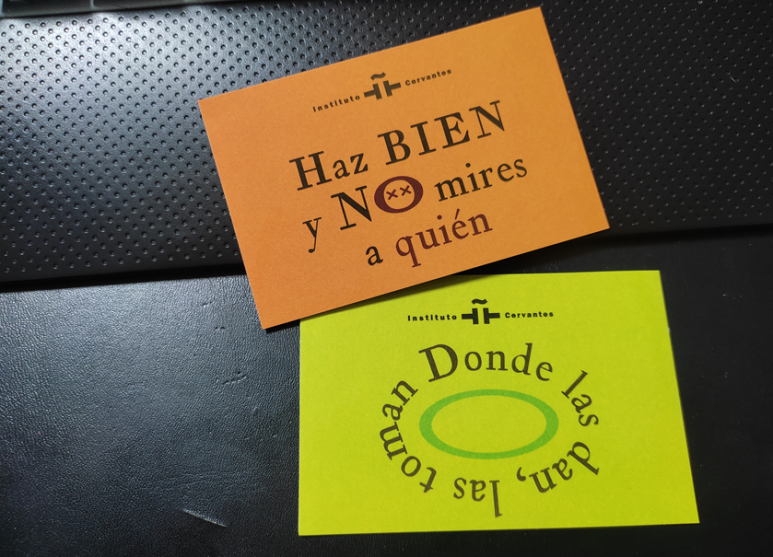 Instituto Cervantes
Haz BIEN
y NO mires
a quién
Instituto Cervantes
Donde las dan, las toman